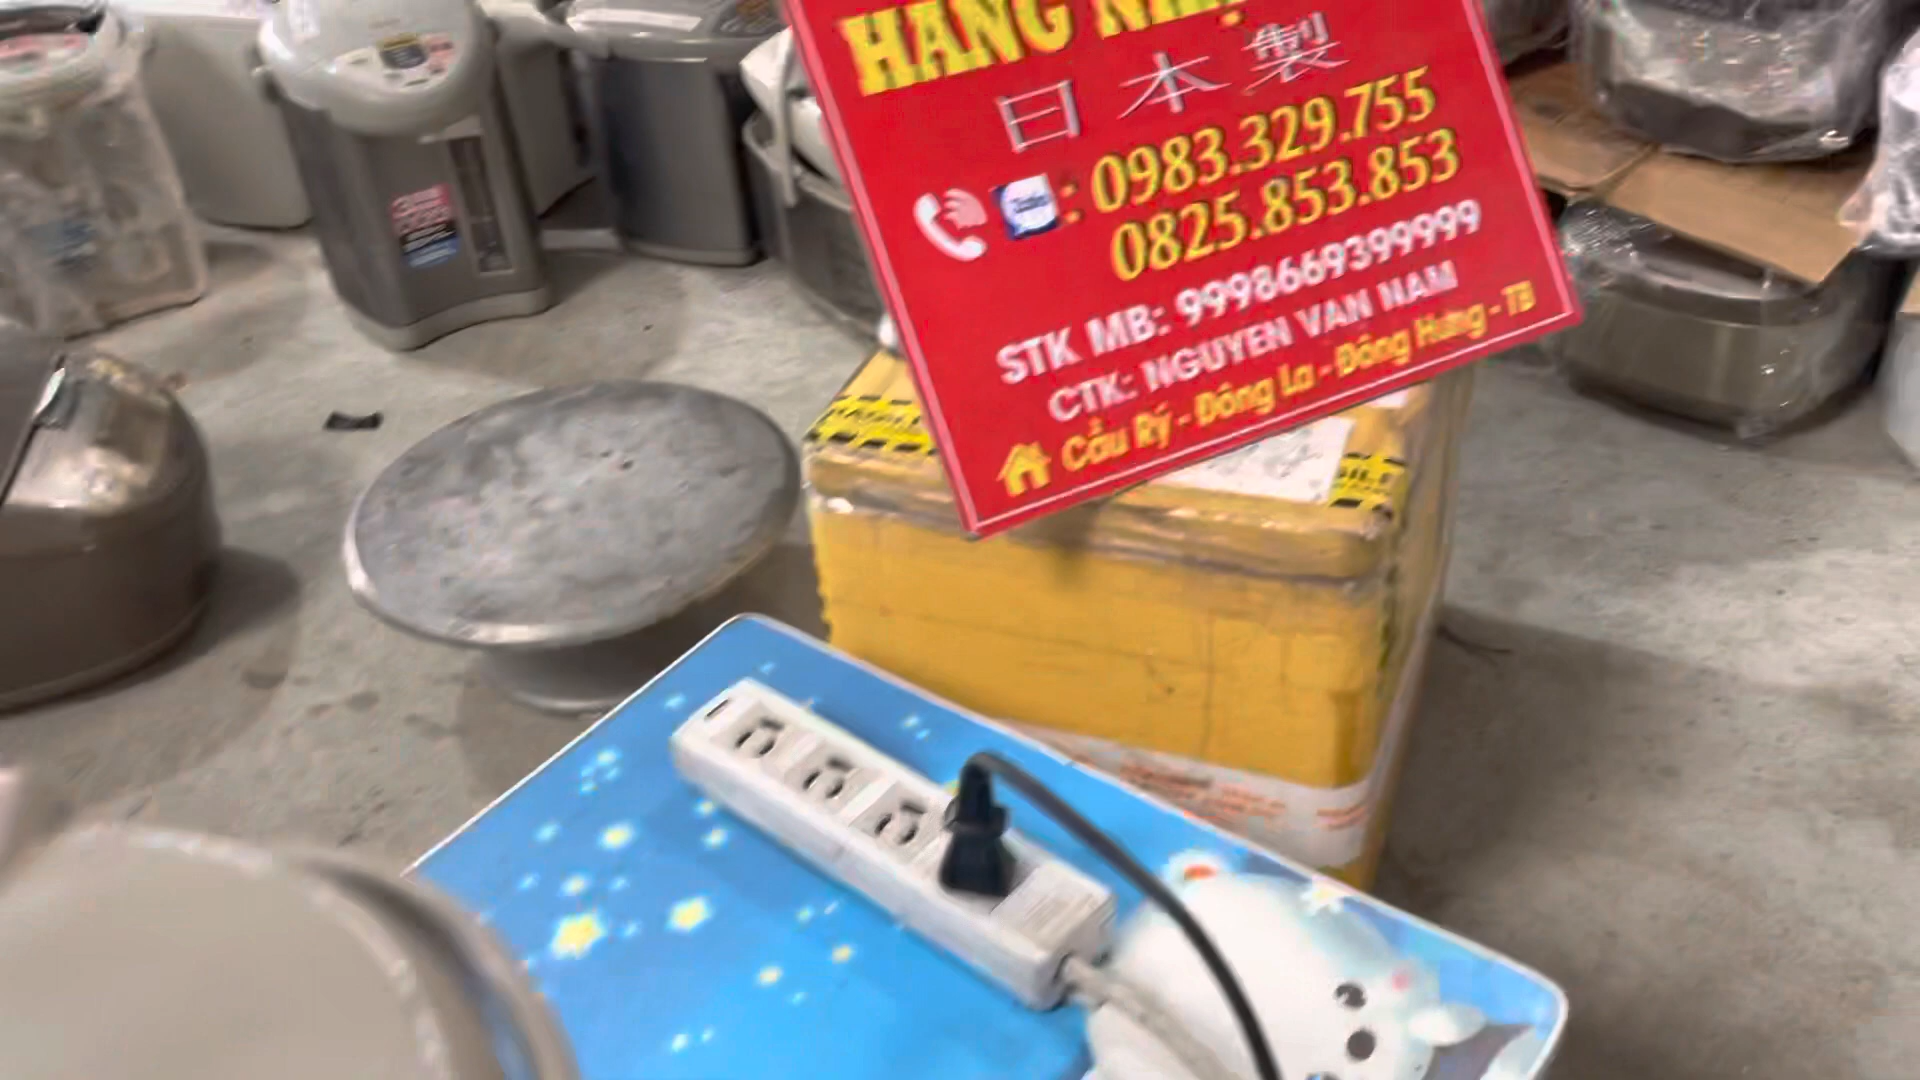 HÀNG
日本製
: 0983.329.755
0825.853.853
STK MB: 9998669399999
CTK: NGUYEN VAN NAM
Cầu Rý - Đông La - Đông Hưng - TB